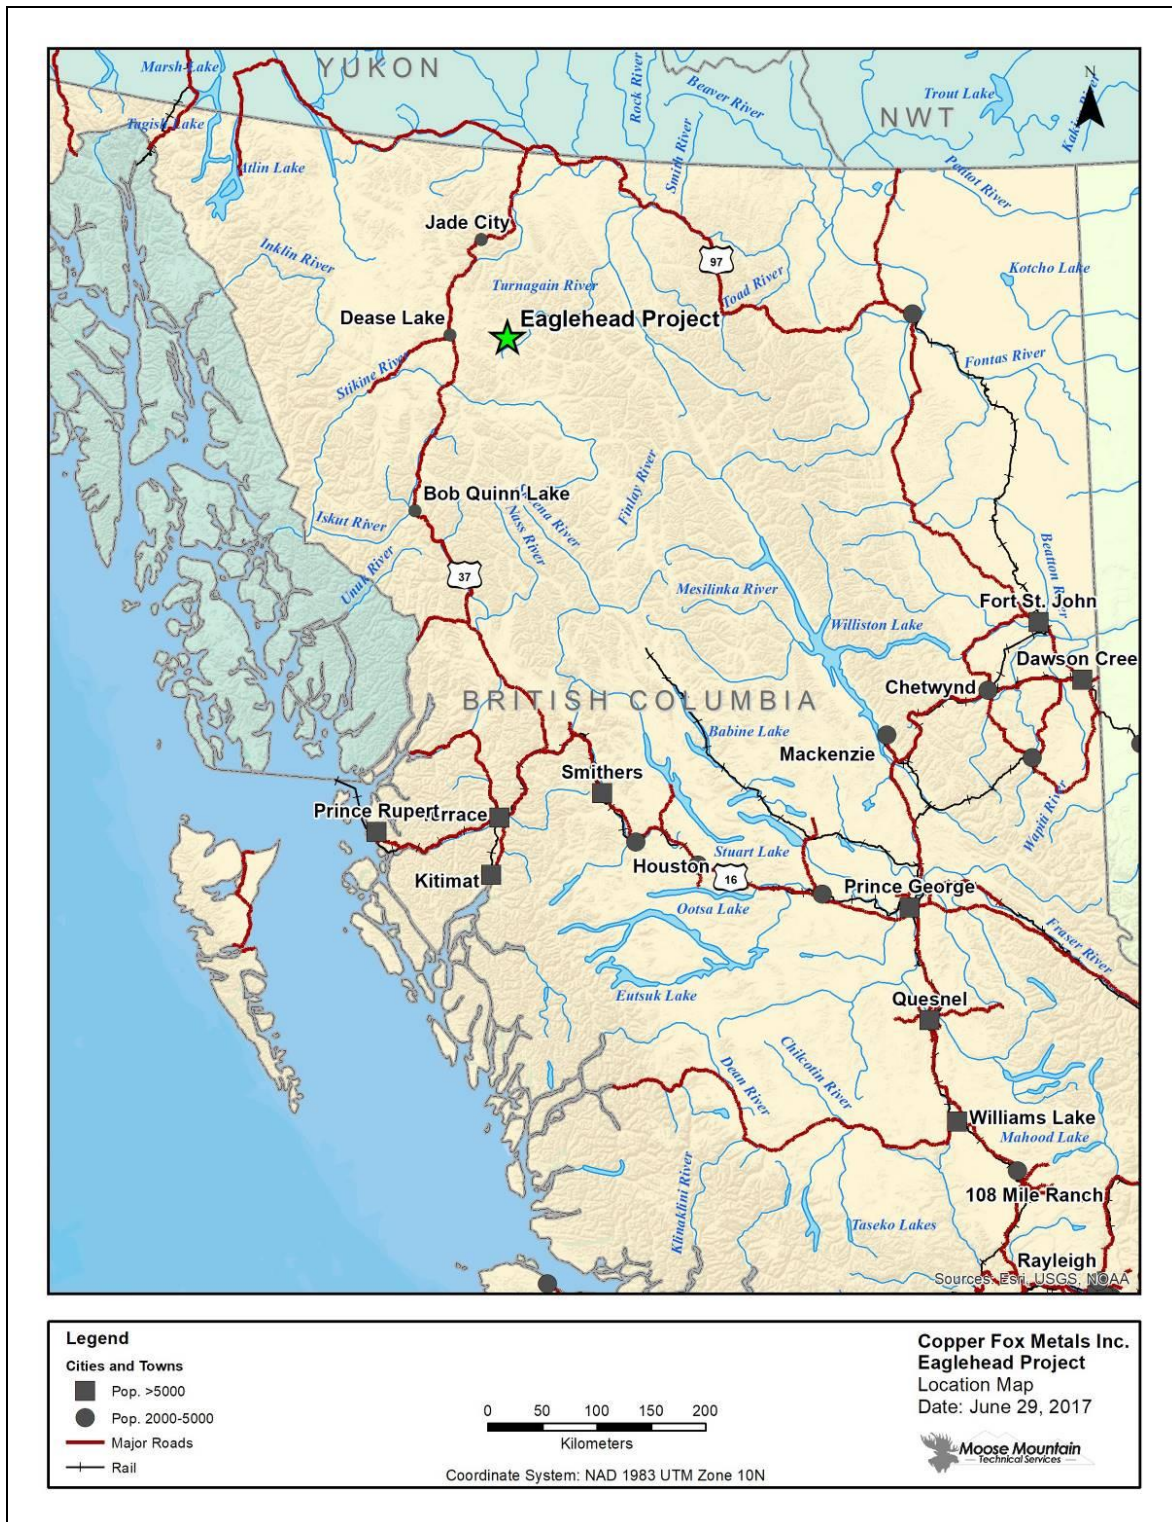 YUKON
NWT
N
Marsh Lake
Tagish Lake
Atlin Lake
Rock River
Beaver River
Smith River
Trout Lake
Petitot River
Jade City
Inklin River
97
Kotcho Lake
Turnagain River
Toad River
Dease Lake
Eaglehead Project
Stikine River
Fontas River
Bob Quinn Lake
Finlay River
Iskut River
Nass River
Unuk River
37
Beatton River
Mesilinka River
Fort St. John
Williston Lake
Dawson Cree
Chetwynd
BRITISH COLUMBIA
Babine Lake
Mackenzie
Smithers
Wapiti River
Prince Rupert
rrace
Stuart Lake
Houston
16
Kitimat
Prince George
Ootsa Lake
Fraser River
Eutsuk Lake
Quesnel
Dean River
Chilcotin River
Williams Lake
Mahood Lake
Klinaklini River
108 Mile Ranch
Taseko Lakes
Rayleigh
Sources: Esri, USGS, NOAA
Legend
Cities and Towns
Pop. >5000
Pop. 2000-5000
Major Roads
Rail
0 50 100 150 200
Kilometers
Coordinate System: NAD 1983 UTM Zone 10N
Copper Fox Metals Inc.
Eaglehead Project
Location Map
Date: June 29, 2017
Moose Mountain
Technical Services